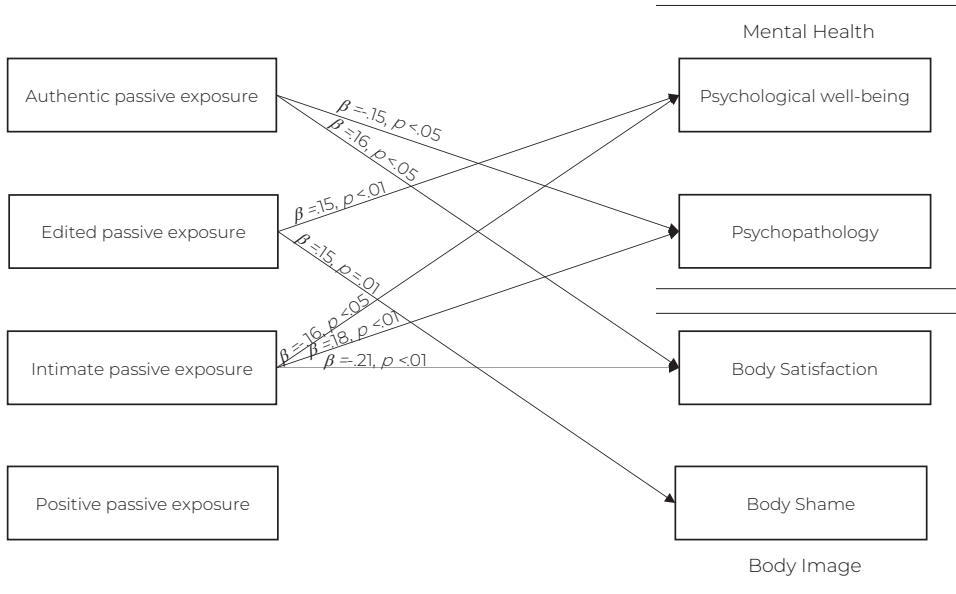 Mental Health
Authentic passive exposure
Psychological well-being
β =-.15, p <.05
β =.16, p <.05
β =.15, p <.01
Edited passive exposure
Psychopathology
β =.15, p =.01
β =-.16, p <.05
β =.18, p <.01
β =-.21, p <.01
Intimate passive exposure
Body Satisfaction
Positive passive exposure
Body Shame
Body Image